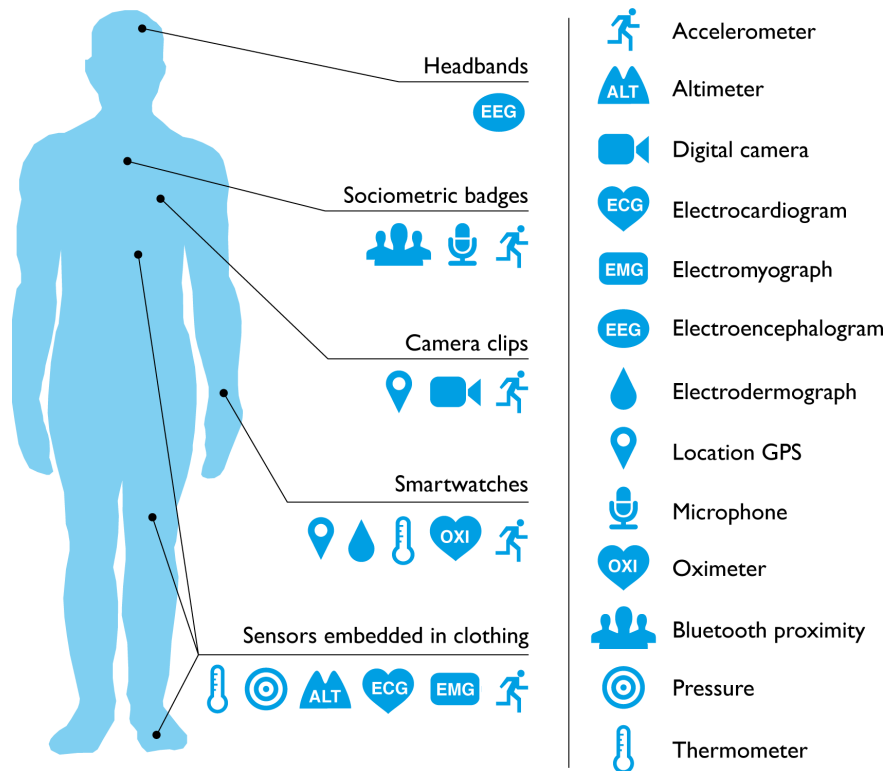 Headbands
EEG
Sociometric badges
Camera clips
Smartwatches
OXI
Sensors embedded in clothing
ALT
ECG
EMG
Accelerometer
ALT
Altimeter
Digital camera
ECG
Electrocardiogram
EMG
Electromyograph
EEG
Electroencephalogram
Electrodermograph
Location GPS
Microphone
OXI
Oximeter
Bluetooth proximity
Pressure
Thermometer